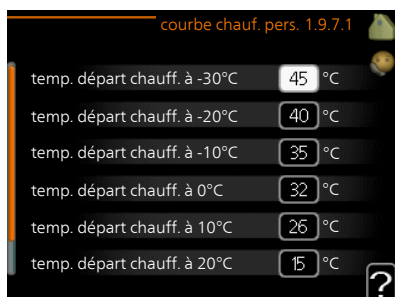 courbe chauf. pers. 1.9.7.1
temp. départ chauff. à -30°C 45 °C
temp. départ chauff. à -20°C 40 °C
temp. départ chauff. à -10°C 35 °C
temp. départ chauff. à 0°C 32 °C
temp. départ chauff. à 10°C 26 °C
temp. départ chauff. à 20°C 15 °C
?